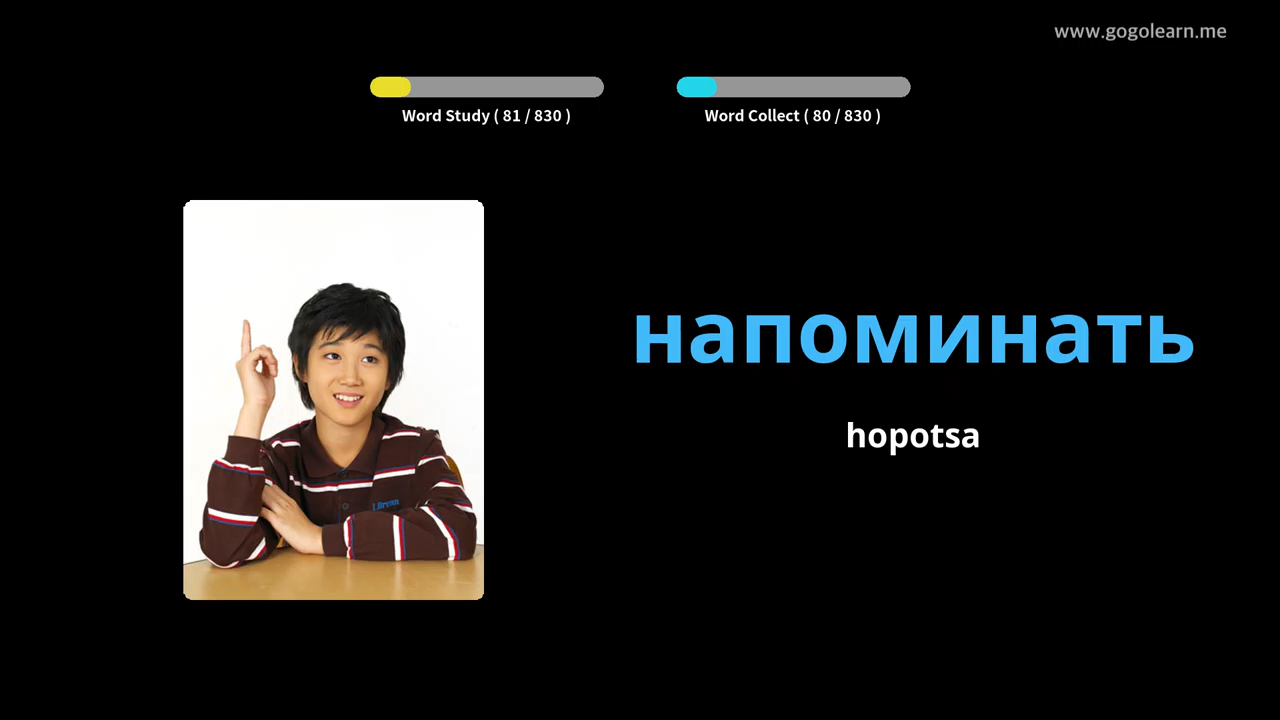 www.gogolearn.me
Word Study ( 81 / 830 )
Word Collect ( 80 / 830 )
напоминать
hopotsa